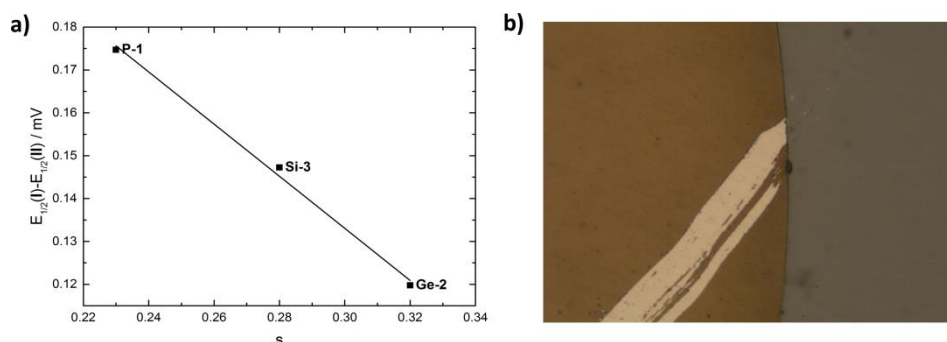 a)
E1/2(I)-E1/2(II) / mV
0.18
0.17
0.16
0.15
0.14
0.13
0.12
P-1
Si-3
Ge-2
0.22 0.24 0.26 0.28 0.30 0.32 0.34
s
b)